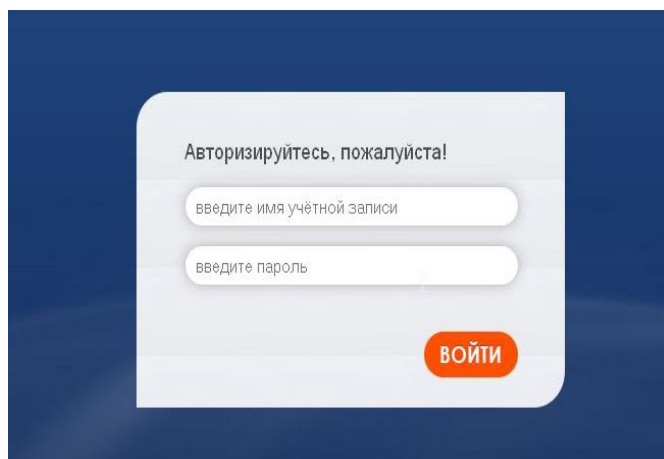 Авторизируйтесь, пожалуйста!
введите имя учётной записи
введите пароль
ВОЙТИ